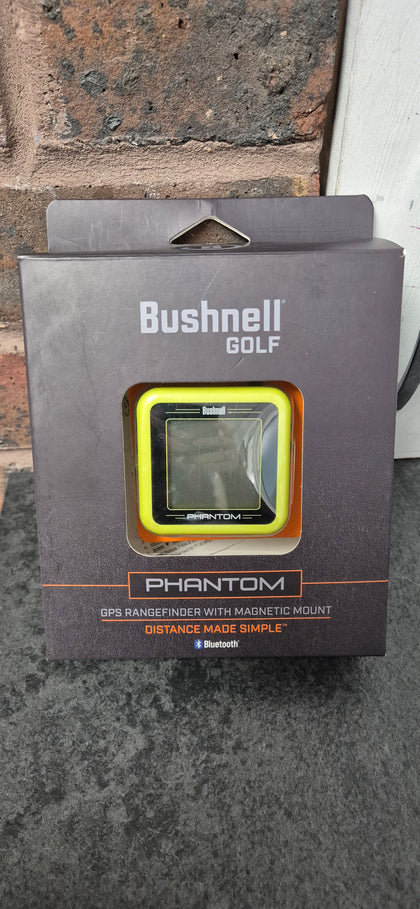 Bushnell®
GOLF
Bushnell
PHANTOM
PHANTOM
GPS RANGEFINDER WITH MAGNETIC MOUNT
DISTANCE MADE SIMPLE™
Bluetooth®